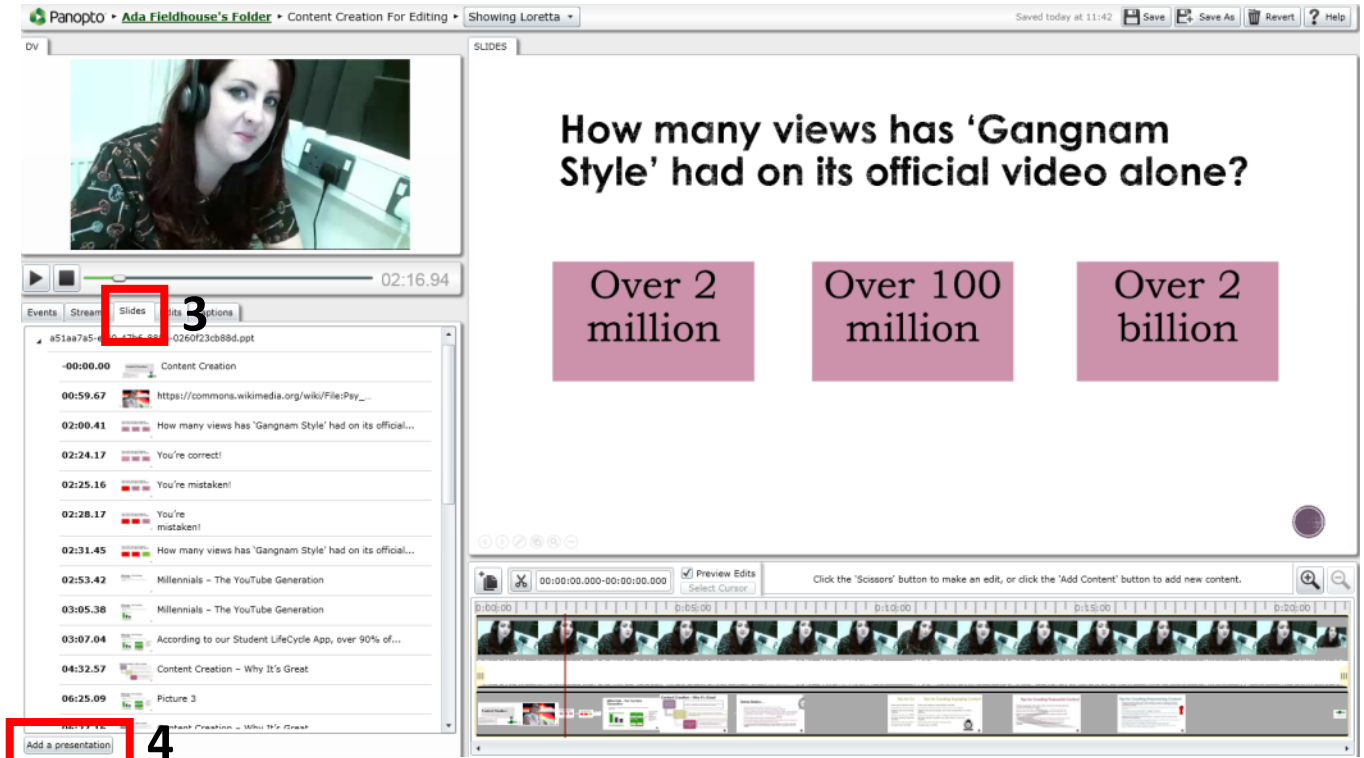 Panopto • Ada Fieldhouse's Folder • Content Creation For Editing • Showing Loretta
Saved today at 11:42 Save Save As Revert ? Help
DV
SLIDES
How many views has ‘Gangnam
Style’ had on its official video alone?
Over 2
million
Over 100
million
Over 2
billion
02:16.94
Events
Slides
3
-00:00.00 Content Creation
00:59.67 https://commons.wikimedia.org/wiki/File:Psy_...
02:00.41 How many views has 'Gangnam Style' had on its official...
02:24.17 You're correct!
02:25.16 You're mistaken!
02:28.17 You're
mistaken!
02:31.45 How many views has 'Gangnam Style' had on its official...
02:53.42 Millennials – The YouTube Generation
03:05.38 Millennials – The YouTube Generation
03:07.04 According to our Student LifeCycle App, over 90% of...
04:32.57 Content Creation – Why It's Great
06:25.09 Picture 3
Content Creation – Why It's Great
Add a presentation
4
00:00:00.000-00:00:00.000
Preview Edits
Select Cursor
Click the 'Scissors' button to make an edit, or click the 'Add Content' button to add new content.
0:00:00 0:05:00 0:10:00 0:15:00 0:20:00